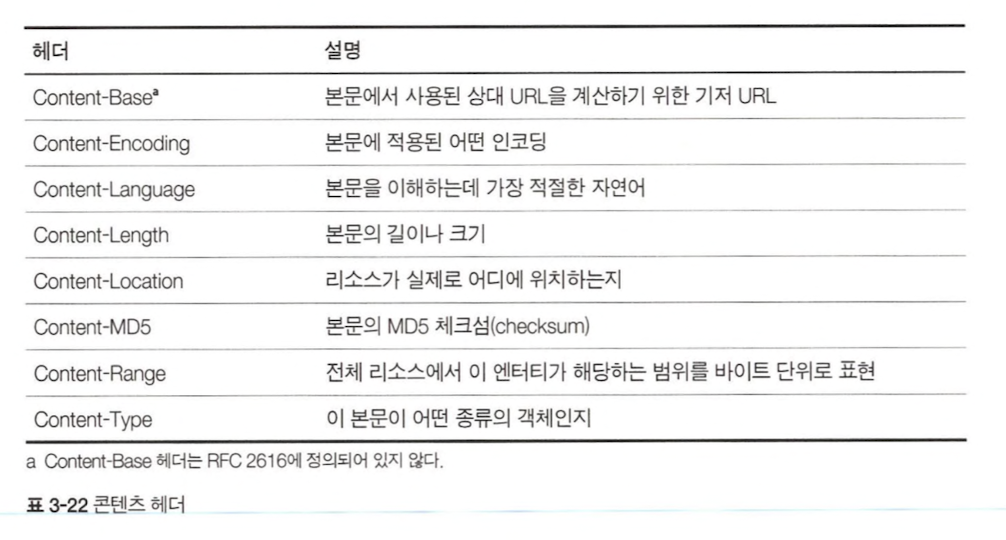 헤더 설명
Content-Baseª 본문에서 사용된 상대 URL을 계산하기 위한 기저 URL
Content-Encoding 본문에 적용된 어떤 인코딩
Content-Language 본문을 이해하는데 가장 적절한 자연어
Content-Length 본문의 길이나 크기
Content-Location 리소스가 실제로 어디에 위치하는지
Content-MD5 본문의 MD5 체크섬(checksum)
Content-Range 전체 리소스에서 이 엔터티가 해당하는 범위를 바이트 단위로 표현
Content-Type 이 본문이 어떤 종류의 객체인지
a Content-Base 헤더는 RFC 2616에 정의되어 있지 않다.
표 3-22 콘텐츠 헤더